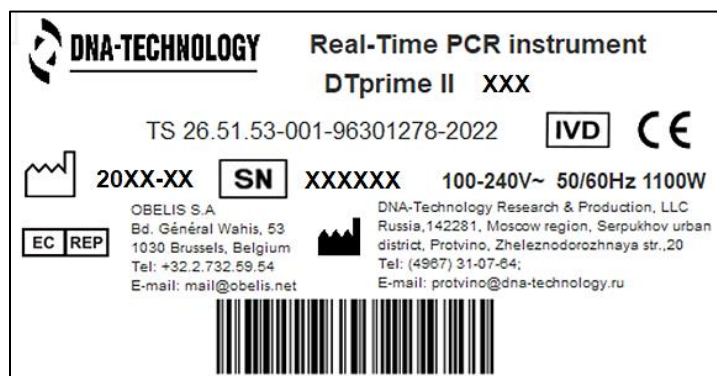 DNA-TECHNOLOGY
Real-Time PCR instrument
DTprime II XXX
TS 26.51.53-001-96301278-2022 IVD CE
20XX-XX SN XXXXXX 100-240V~ 50/60Hz 1100W
EC REP
OBELIS S.A
Bd. Général Wahis, 53
1030 Brussels, Belgium
Tel: +32.2.732.59.54
E-mail: mail@obelis.net
DNA-Technology Research & Production, LLC
Russia,142281, Moscow region, Serpukhov urban
district, Protvino, Zheleznodorozhnaya str.,20
Tel: (4967) 31-07-64;
E-mail: protvino@dna-technology.ru